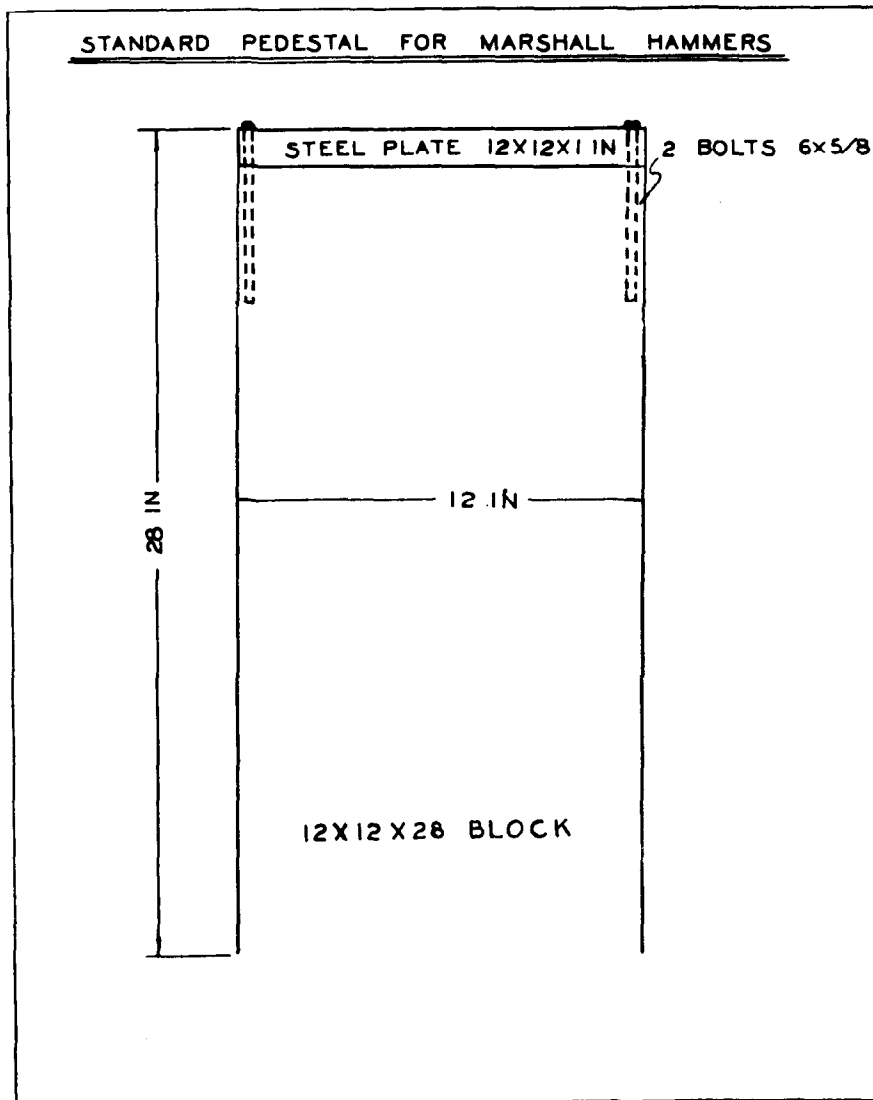 STANDARD PEDESTAL FOR MARSHALL HAMMERS
STEEL PLATE 12X12X1 IN
2 BOLTS 6x5/8
28 IN
12 IN
12X12X28 BLOCK